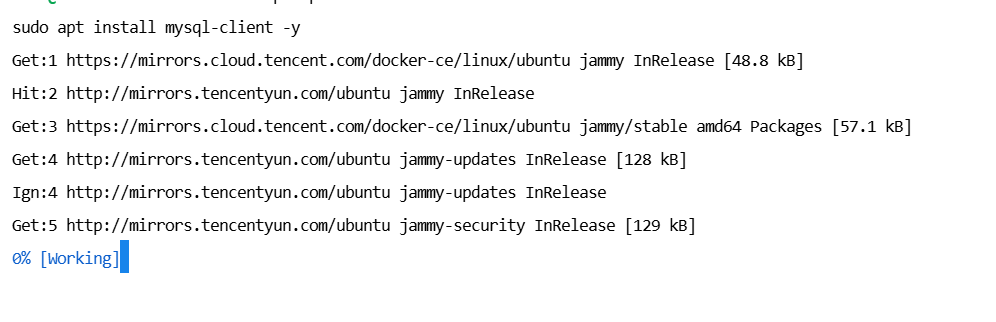 sudo apt install mysql-client -y
Get:1 https://mirrors.cloud.tencent.com/docker-ce/linux/ubuntu jammy InRelease [48.8 kB]
Hit:2 http://mirrors.tencentyun.com/ubuntu jammy InRelease
Get:3 https://mirrors.cloud.tencent.com/docker-ce/linux/ubuntu jammy/stable amd64 Packages [57.1 kB]
Get:4 http://mirrors.tencentyun.com/ubuntu jammy-updates InRelease [128 kB]
Ign:4 http://mirrors.tencentyun.com/ubuntu jammy-updates InRelease
Get:5 http://mirrors.tencentyun.com/ubuntu jammy-security InRelease [129 kB]
0% [Working]